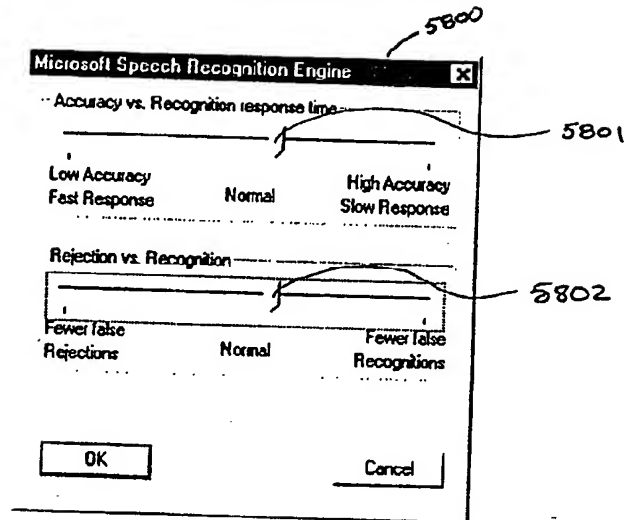 5800
Microsoft Speech Recognition Engine
Accuracy vs. Recognition response time
5801
Low Accuracy
Fast Response
Normal
High Accuracy
Slow Response
Rejection vs. Recognition
5802
Fewer false
Rejections
Normal
Fewer false
Recognitions
OK
Cancel